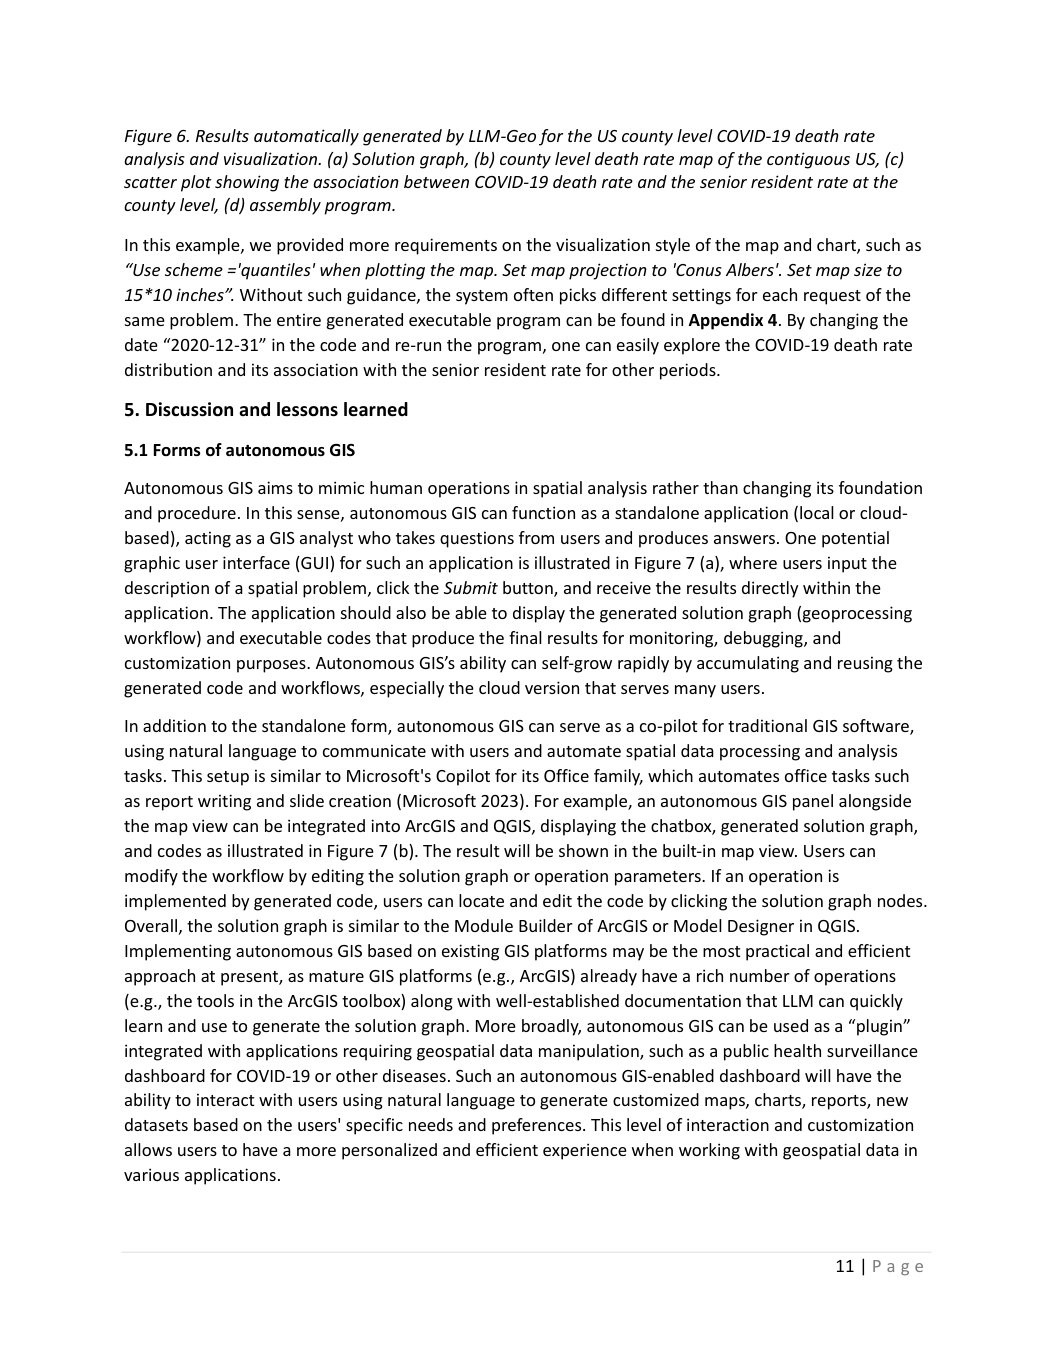 Figure 6. Results automatically generated by LLM-Geo for the US county level COVID-19 death rate
analysis and visualization. (a) Solution graph, (b) county level death rate map of the contiguous US, (c)
scatter plot showing the association between COVID-19 death rate and the senior resident rate at the
county level, (d) assembly program.
In this example, we provided more requirements on the visualization style of the map and chart, such as
“Use scheme ='quantiles' when plotting the map. Set map projection to 'Conus Albers'. Set map size to
15*10 inches”. Without such guidance, the system often picks different settings for each request of the
same problem. The entire generated executable program can be found in Appendix 4. By changing the
date “2020-12-31” in the code and re-run the program, one can easily explore the COVID-19 death rate
distribution and its association with the senior resident rate for other periods.
5. Discussion and lessons learned
5.1 Forms of autonomous GIS
Autonomous GIS aims to mimic human operations in spatial analysis rather than changing its foundation
and procedure. In this sense, autonomous GIS can function as a standalone application (local or cloud-
based), acting as a GIS analyst who takes questions from users and produces answers. One potential
graphic user interface (GUI) for such an application is illustrated in Figure 7 (a), where users input the
description of a spatial problem, click the Submit button, and receive the results directly within the
application. The application should also be able to display the generated solution graph (geoprocessing
workflow) and executable codes that produce the final results for monitoring, debugging, and
customization purposes. Autonomous GIS’s ability can self-grow rapidly by accumulating and reusing the
generated code and workflows, especially the cloud version that serves many users.
In addition to the standalone form, autonomous GIS can serve as a co-pilot for traditional GIS software,
using natural language to communicate with users and automate spatial data processing and analysis
tasks. This setup is similar to Microsoft's Copilot for its Office family, which automates office tasks such
as report writing and slide creation (Microsoft 2023). For example, an autonomous GIS panel alongside
the map view can be integrated into ArcGIS and QGIS, displaying the chatbox, generated solution graph,
and codes as illustrated in Figure 7 (b). The result will be shown in the built-in map view. Users can
modify the workflow by editing the solution graph or operation parameters. If an operation is
implemented by generated code, users can locate and edit the code by clicking the solution graph nodes.
Overall, the solution graph is similar to the Module Builder of ArcGIS or Model Designer in QGIS.
Implementing autonomous GIS based on existing GIS platforms may be the most practical and efficient
approach at present, as mature GIS platforms (e.g., ArcGIS) already have a rich number of operations
(e.g., the tools in the ArcGIS toolbox) along with well-established documentation that LLM can quickly
learn and use to generate the solution graph. More broadly, autonomous GIS can be used as a “plugin”
integrated with applications requiring geospatial data manipulation, such as a public health surveillance
dashboard for COVID-19 or other diseases. Such an autonomous GIS-enabled dashboard will have the
ability to interact with users using natural language to generate customized maps, charts, reports, new
datasets based on the users' specific needs and preferences. This level of interaction and customization
allows users to have a more personalized and efficient experience when working with geospatial data in
various applications.
11 | Page